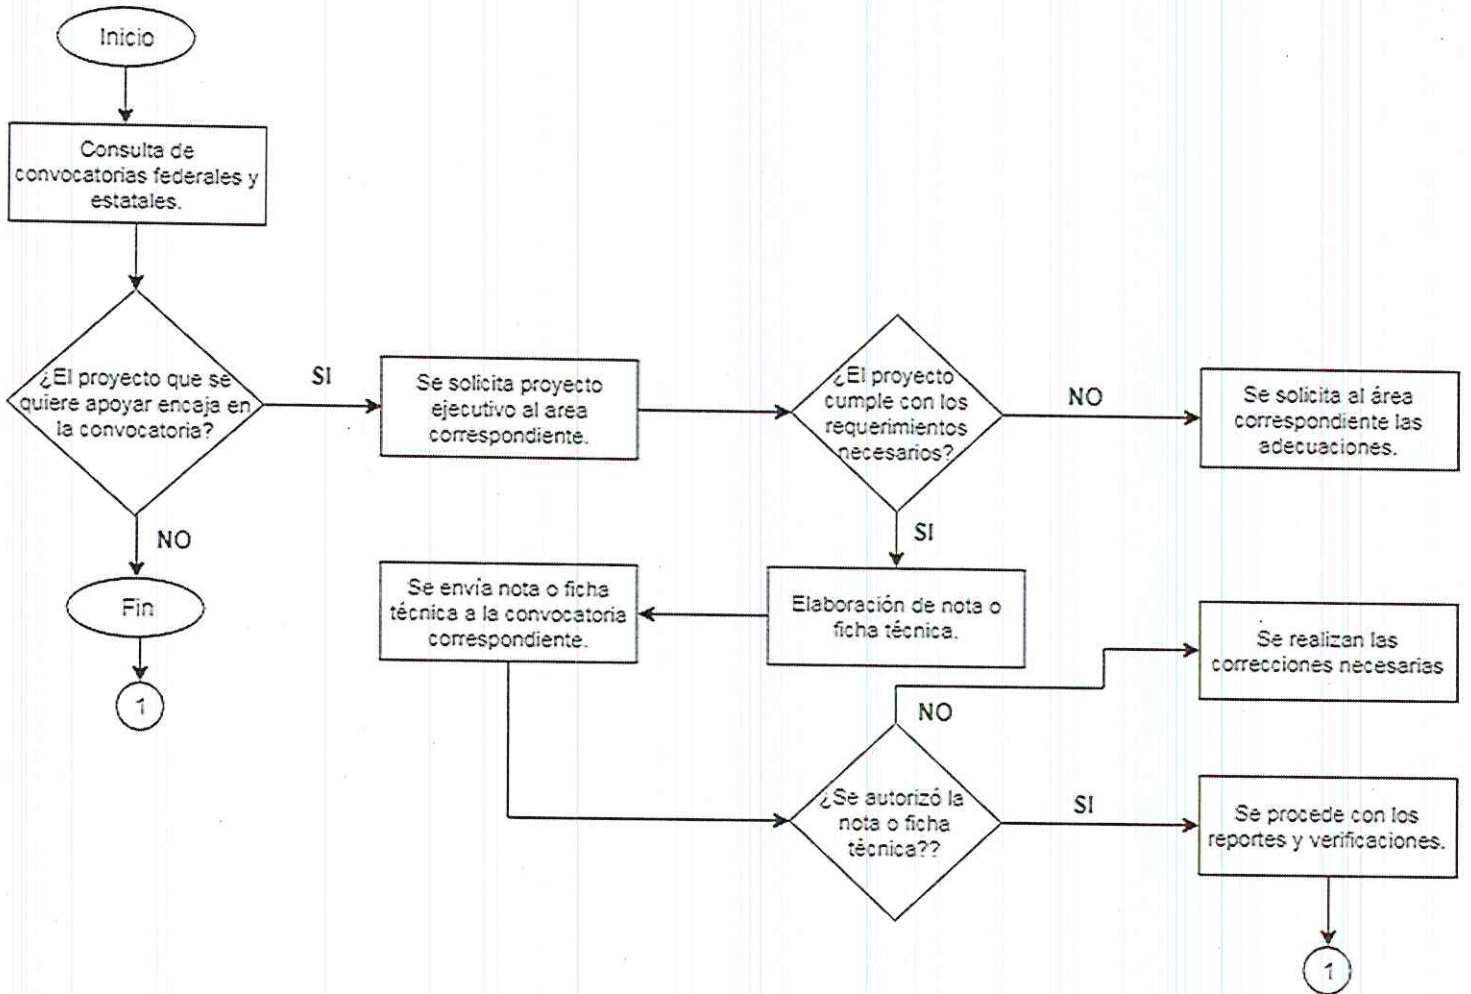 Inicio
Consulta de
convocatorias federales y
estatales.
¿El proyecto que se
quiere apoyar encaja en
la convocatoria?
SI
Se solicita proyecto
ejecutivo al area
correspondiente.
¿El proyecto
cumple con los
requerimientos
necesarios?
NO
Se solicita al área
correspondiente las
adecuaciones.
NO
Fin
1
SI
Elaboración de nota o
ficha técnica.
Se envía nota o ficha
técnica a la convocatoria
correspondiente.
¿Se autorizó la
nota o ficha
técnica??
NO
Se realizan las
correcciones necesarias
SI
Se procede con los
reportes y verificaciones.
1